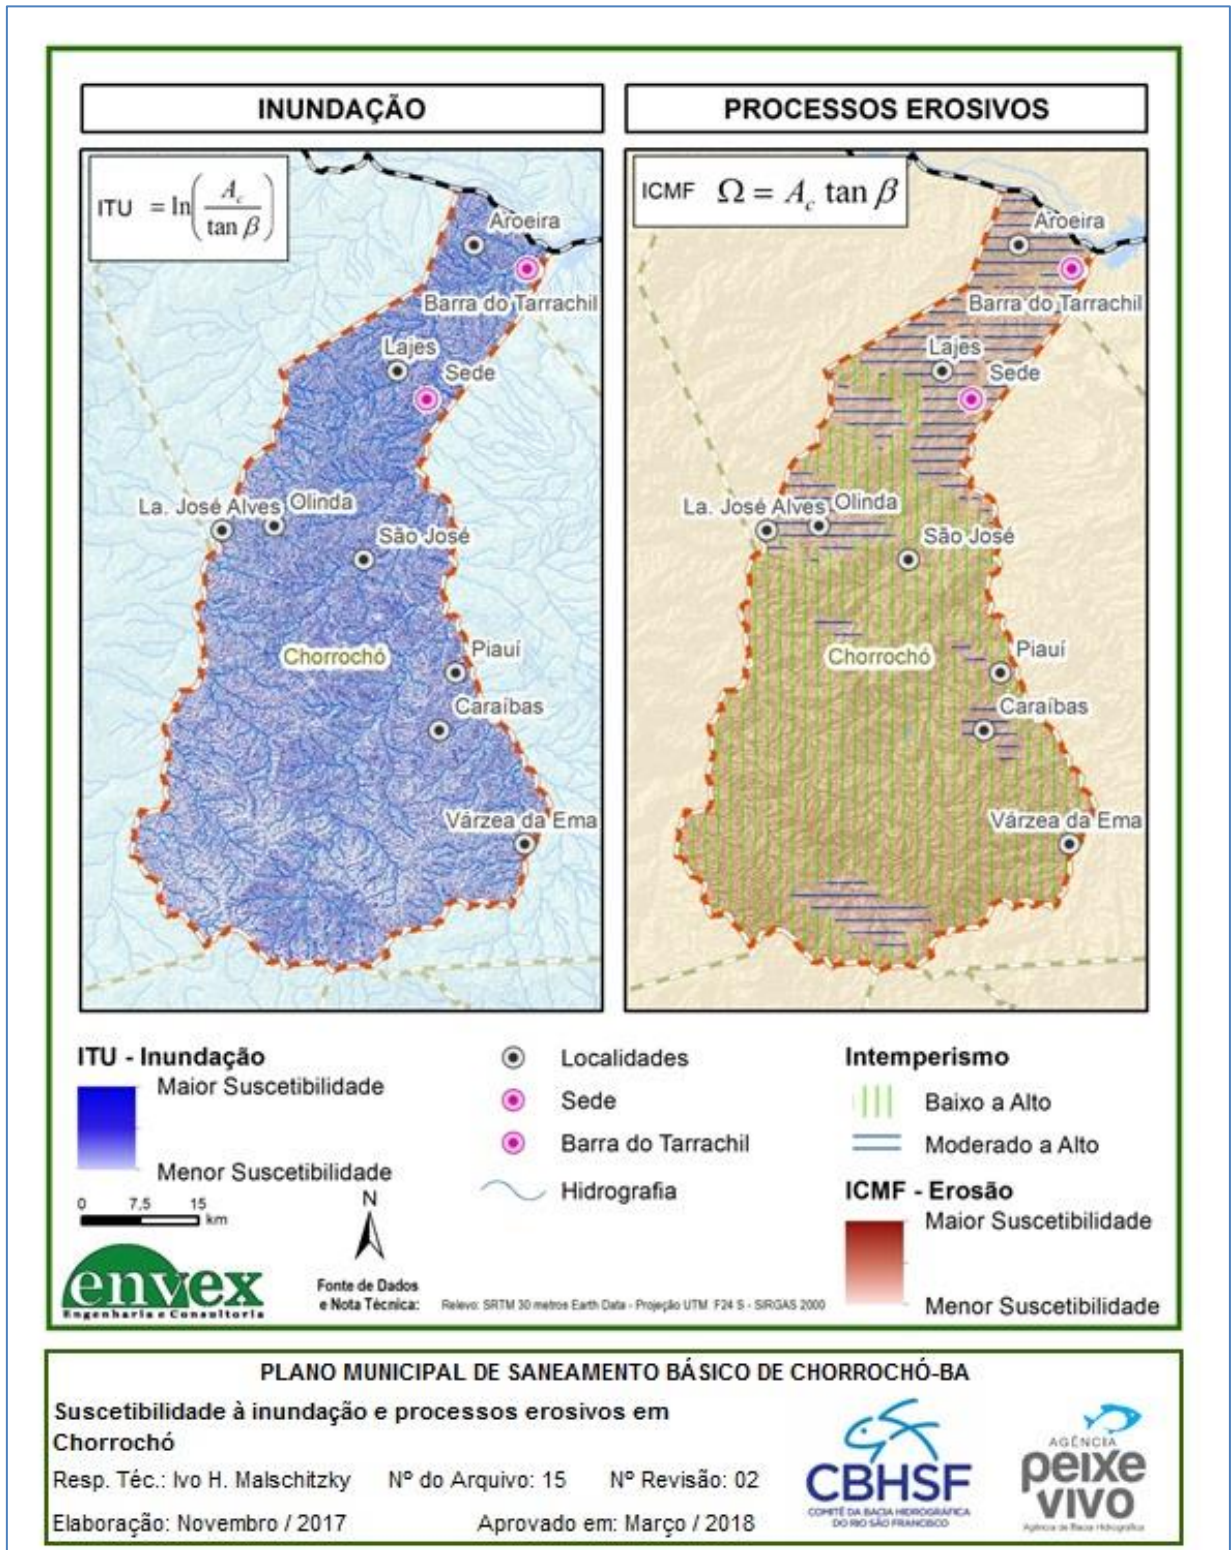 INUNDAÇÃO
ITU = ln(A_c / tan β)
Aroeira
Barra do Tarrachil
Lajes
Sede
La. José Alves
Olinda
São José
Chorrochó
Piauí
Caraíbas
Várzea da Ema
PROCESSOS EROSIVOS
ICMF Ω = A_c tan β
Aroeira
Barra do Tarrachil
Lajes
Sede
La. José Alves
Olinda
São José
Chorrochó
Piauí
Caraíbas
Várzea da Ema
ITU - Inundação
Maior Suscetibilidade
Menor Suscetibilidade
0 7,5 15
km
N
Localidades
Sede
Barra do Tarrachil
Hidrografia
Intemperismo
Baixo a Alto
Moderado a Alto
ICMF - Erosão
Maior Suscetibilidade
Menor Suscetibilidade
envex
Engenharia e Consultoria
Fonte de Dados
e Nota Técnica:
Relevo: SRTM 30 metros Earth Data - Projeção UTM F24 S - SIRGAS 2000
PLANO MUNICIPAL DE SANEAMENTO BÁSICO DE CHORROCHÓ-BA
Suscetibilidade à inundação e processos erosivos em
Chorrochó
Resp. Téc.: Ivo H. Malschitzky Nº do Arquivo: 15 Nº Revisão: 02
Elaboração: Novembro / 2017 Aprovado em: Março / 2018
CBHSF
COMITÊ DA BACIA HIDROGRÁFICA
DO RIO SÃO FRANCISCO
AGÊNCIA
peixe
vivo
Agência de Bacia Hidrográfica